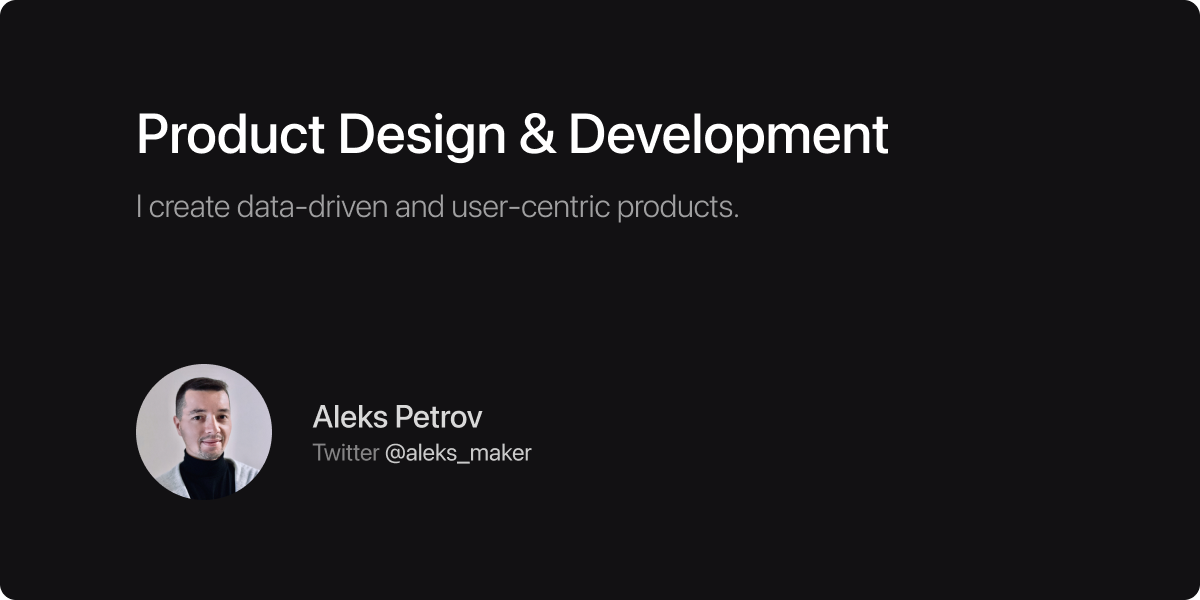 Product Design & Development
I create data-driven and user-centric products.
Aleks Petrov
Twitter @aleks_maker